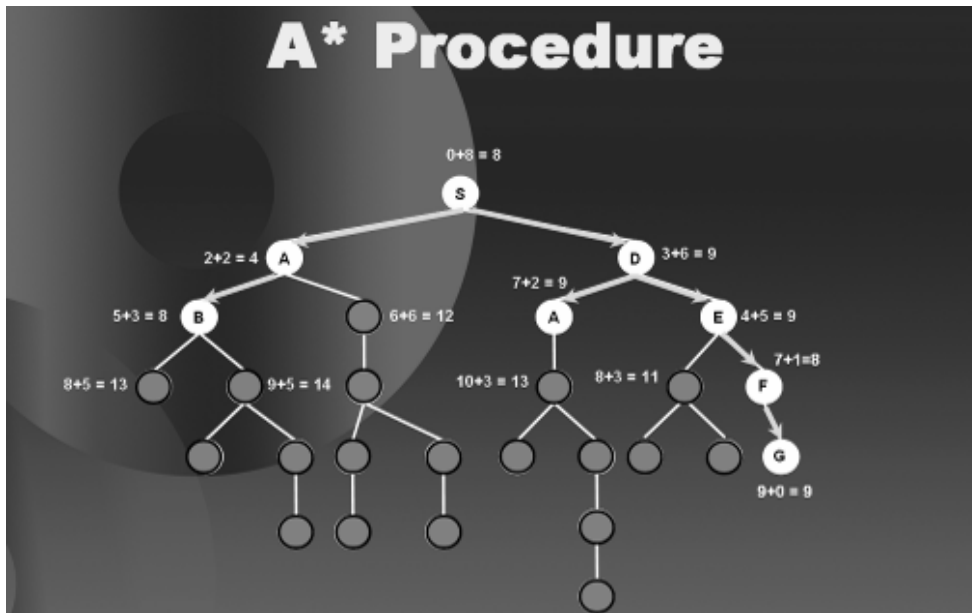 A* Procedure
0+8 = 8
S
2+2 = 4
A
D
3+6 = 9
7+2 = 9
5+3 = 8
B
6+6 = 12
A
E
4+5 = 9
7+1=8
8+5 = 13
9+5 = 14
10+3 = 13
8+3 = 11
F
G
9+0 = 9